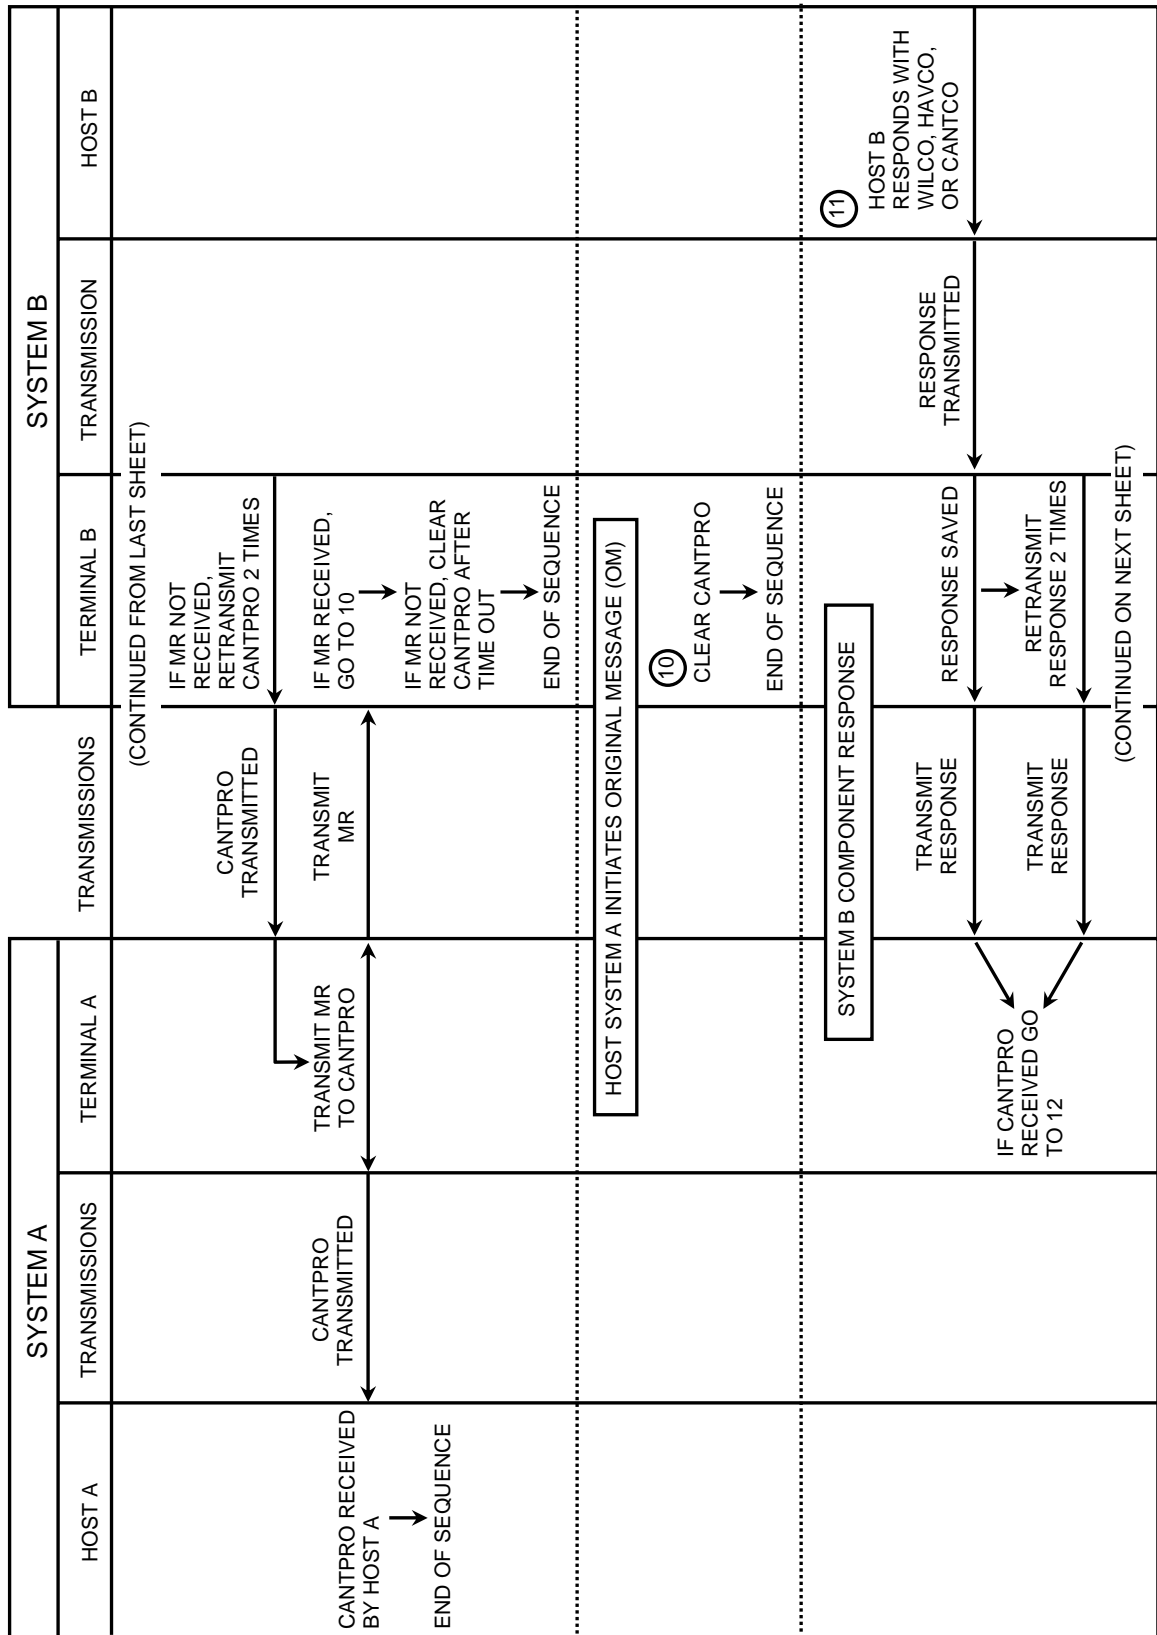 SYSTEM A
SYSTEM B
HOST A
TRANSMISSIONS
TERMINAL A
TRANSMISSIONS
TERMINAL B
TRANSMISSION
HOST B
(CONTINUED FROM LAST SHEET)
CANTPRO
TRANSMITTED
IF MR NOT
RECEIVED,
RETRANSMIT
CANTPRO 2 TIMES
CANTPRO RECEIVED
BY HOST A
END OF SEQUENCE
CANTPRO
TRANSMITTED
TRANSMIT MR
TO CANTPRO
TRANSMIT
MR
IF MR RECEIVED,
GO TO 10
IF MR NOT
RECEIVED, CLEAR
CANTPRO AFTER
TIME OUT
END OF SEQUENCE
HOST SYSTEM A INITIATES ORIGINAL MESSAGE (OM)
10
CLEAR CANTPRO
END OF SEQUENCE
SYSTEM B COMPONENT RESPONSE
11
HOST B
RESPONDS WITH
WILCO, HAVCO,
OR CANTCO
TRANSMIT
RESPONSE
RESPONSE SAVED
RESPONSE
TRANSMITTED
IF CANTPRO
RECEIVED GO
TO 12
TRANSMIT
RESPONSE
RETRANSMIT
RESPONSE 2 TIMES
(CONTINUED ON NEXT SHEET)